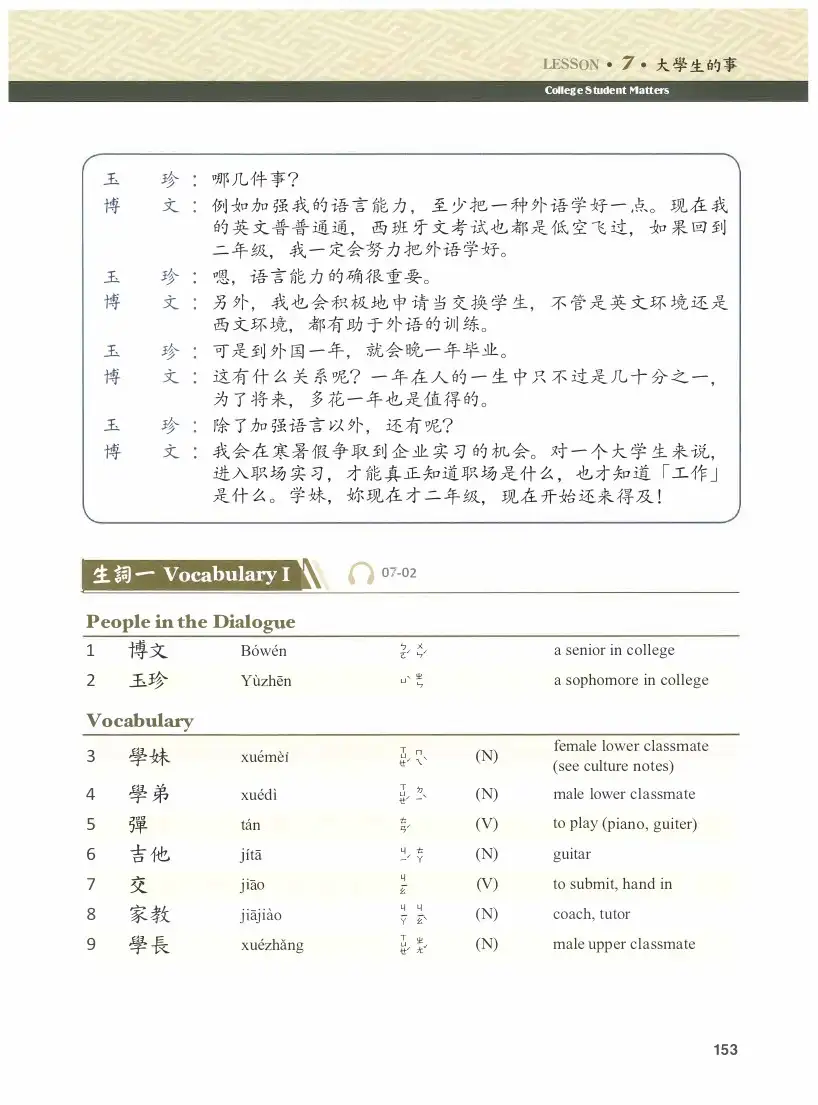 LESSON • 7 • 大學生的事
College Student Matters
玉 珍：哪几件事？
博 文：例如加强我的语言能力，至少把一种外语学好一点。现在我
的英文普普通通，西班牙文考试也都是低空飞过，如果回到
二年级，我一定会努力把外语学好。
玉 珍：嗯，语言能力的确很重要。
博 文：另外，我也会积极地申请当交换学生，不管是英文环境还是
西文环境，都有助于外语的训练。
玉 珍：可是到外国一年，就会晚一年毕业。
博 文：这有什么关系呢？一年在人的一生中只不过是几十分之一，
为了将来，多花一年也是值得的。
玉 珍：除了加强语言以外，还有呢？
博 文：我会在寒暑假争取到企业实习的机会。对一个大学生来说，
进入职场实习，才能真正知道职场是什么，也才知道「工作」
是什么。学妹，妳现在才二年级，现在开始还来得及！
生詞一 Vocabulary I 07-02
People in the Dialogue
1 博文 Bówén ㄅㄛˊ ㄨㄣˊ a senior in college
2 玉珍 Yùzhēn ㄩˋ ㄓㄣ a sophomore in college
Vocabulary
3 學妹 xuémèi ㄒㄩㄝˊ ㄇㄟˋ (N) female lower classmate
(see culture notes)
4 學弟 xuédì ㄒㄩㄝˊ ㄉㄧˋ (N) male lower classmate
5 彈 tán ㄊㄢˊ (V) to play (piano, guiter)
6 吉他 jítā ㄐㄧˊ ㄊㄚ (N) guitar
7 交 jiāo ㄐㄧㄠ (V) to submit, hand in
8 家教 jiājiào ㄐㄧㄚ ㄐㄧㄠˋ (N) coach, tutor
9 學長 xuézhǎng ㄒㄩㄝˊ ㄓㄤˇ (N) male upper classmate
153